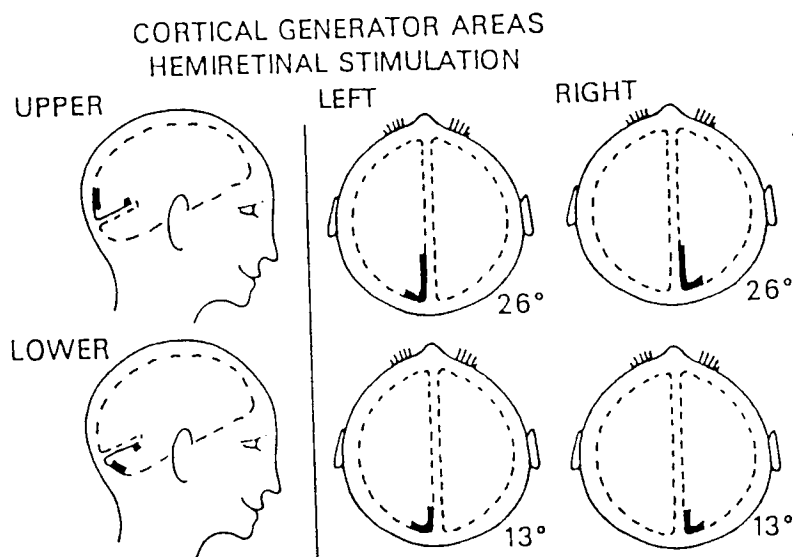 CORTICAL GENERATOR AREAS
HEMIRETINAL STIMULATION
UPPER
LEFT
RIGHT
26°
26°
LOWER
13°
13°